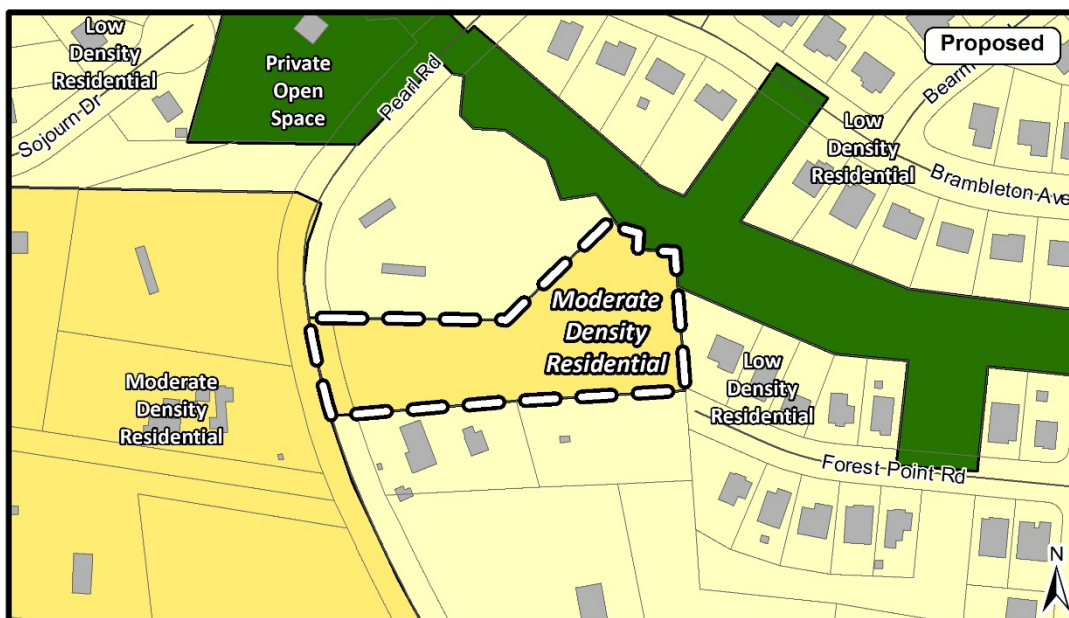 Low
Density
Residential
Sojourn Dr
Private
Open
Space
Pearl Rd
Proposed
Low
Density
Residential
Brambleton Ave
Moderate
Density
Residential
Moderate
Density
Residential
Low
Density
Residential
Forest Point Rd
N